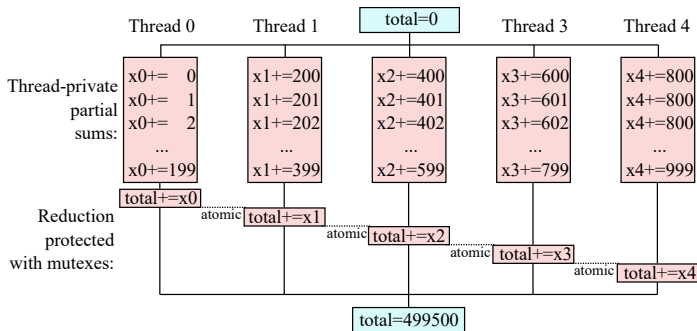 Thread 0
Thread 1
total=0
Thread 3
Thread 4
Thread-private
partial
sums:
x0+= 0
x0+= 1
x0+= 2
...
x0+=199
x1+=200
x1+=201
x1+=202
...
x1+=399
x2+=400
x2+=401
x2+=402
...
x2+=599
x3+=600
x3+=601
x3+=602
...
x3+=799
x4+=800
x4+=800
x4+=800
...
x4+=999
Reduction
protected
with mutexes:
total+=x0
atomic
total+=x1
atomic
total+=x2
atomic
total+=x3
atomic
total+=x4
total=499500